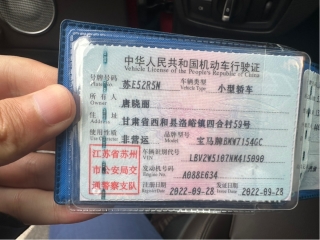 中华人民共和国机动车行驶证
Vehicle License of the People's Republic of China
号牌号码 苏E52R5N 车辆类型 小型轿车
Vehicle Type
所有人 唐晓丽
Owner
住址 甘肃省西和县洛峪镇四合村59号
Address
使用性质 非营运 品牌型号 宝马牌BMW7154GC
Use Character Model
江苏省苏州
市公安局交
通警察支队
车辆识别代号
VIN
发动机号码 A088E634
Engine No.
注册日期 2022-09-28 发证日期 2022-09-28
Register Date Issue Date